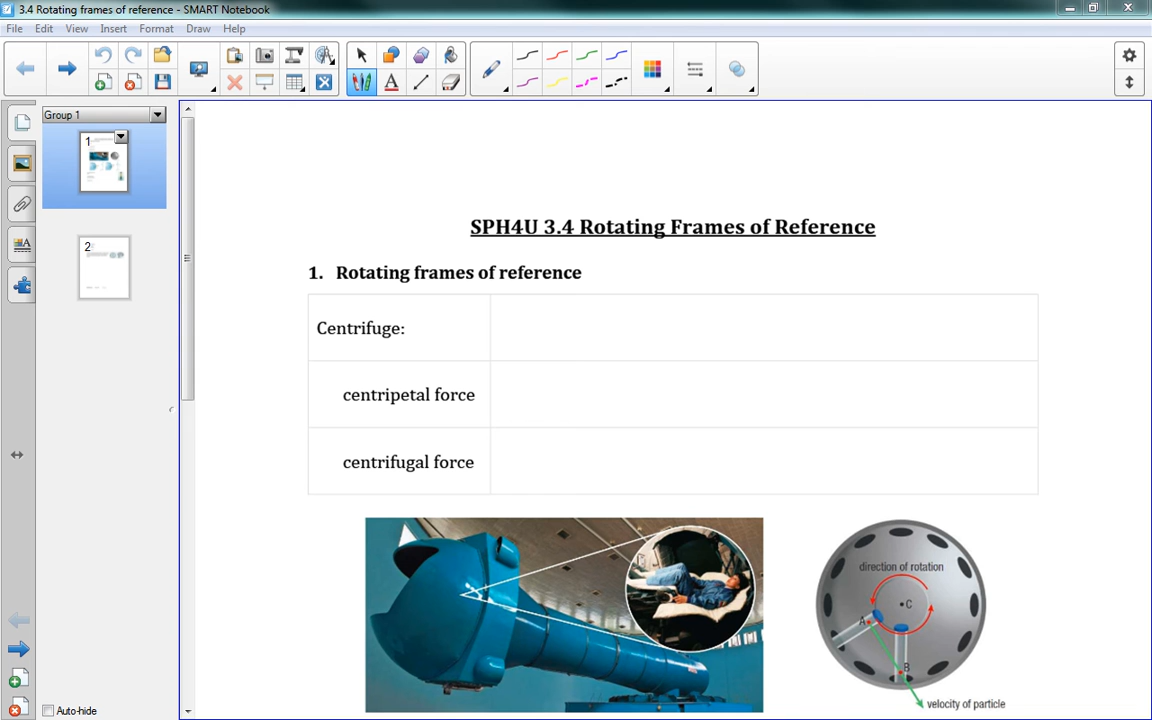 3.4 Rotating frames of reference - SMART Notebook
File Edit View Insert Format Draw Help
Group 1
1
2
SPH4U 3.4 Rotating Frames of Reference
1. Rotating frames of reference
Centrifuge:
centripetal force
centrifugal force
direction of rotation
C
A
B
velocity of particle
Auto-hide